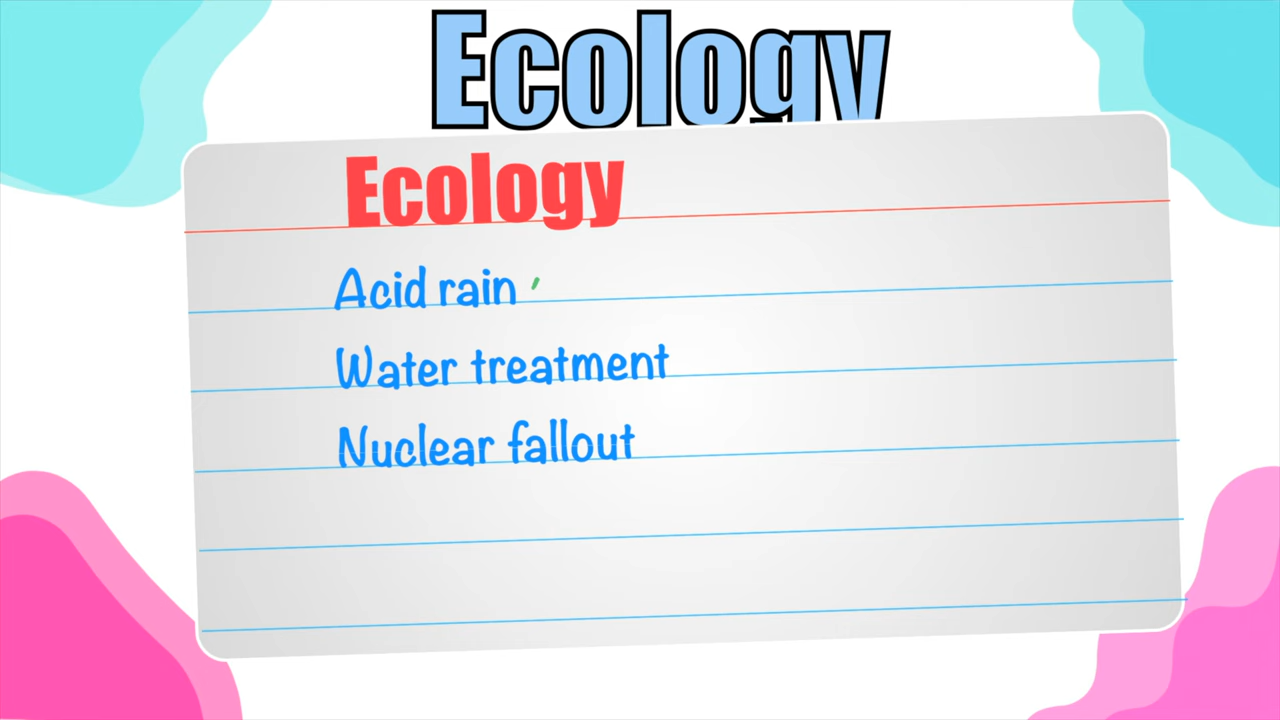 Ecology
Ecology
Acid rain
Water treatment
Nuclear fallout